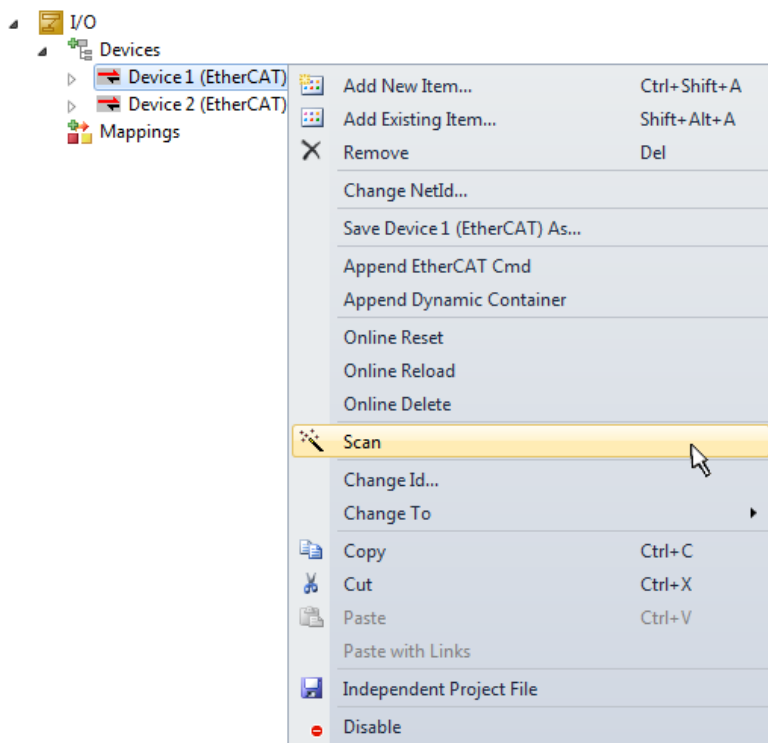 I/O
Devices
Device 1 (EtherCAT)
Device 2 (EtherCAT)
Mappings
Add New Item... Ctrl+Shift+A
Add Existing Item... Shift+Alt+A
Remove Del
Change NetId...
Save Device 1 (EtherCAT) As...
Append EtherCAT Cmd
Append Dynamic Container
Online Reset
Online Reload
Online Delete
Scan
Change Id...
Change To
Copy Ctrl+C
Cut Ctrl+X
Paste Ctrl+V
Paste with Links
Independent Project File
Disable